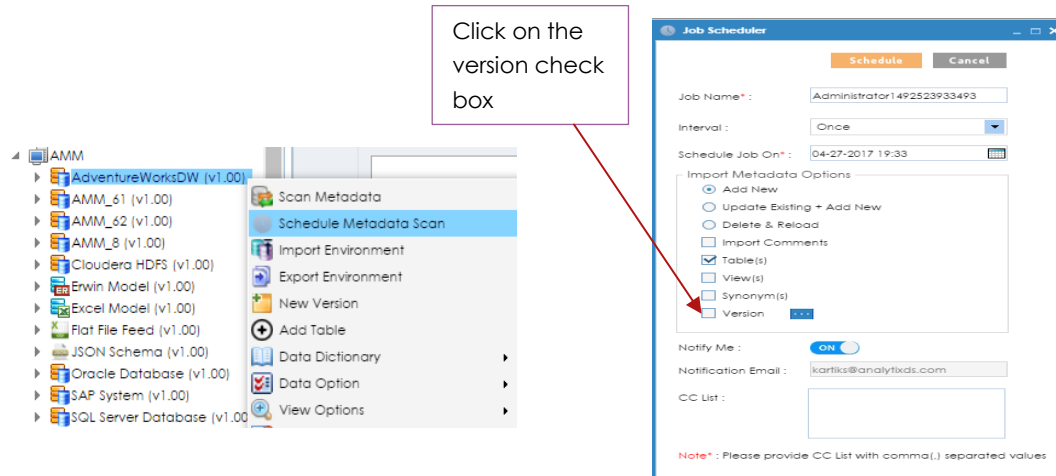 Click on the
version check
box
AMM
AdventureWorksDW (v1.00)
AMM_61 (v1.00)
AMM_62 (v1.00)
AMM_8 (v1.00)
Cloudera HDFS (v1.00)
Erwin Model (v1.00)
Excel Model (v1.00)
Flat File Feed (v1.00)
JSON Schema (v1.00)
Oracle Database (v1.00)
SAP System (v1.00)
SQL Server Database (v1.00
Scan Metadata
Schedule Metadata Scan
Import Environment
Export Environment
New Version
Add Table
Data Dictionary
Data Option
View Options
Job Scheduler
Schedule Cancel
Job Name* : Administrator1492523933493
Interval : Once
Schedule Job On* : 04-27-2017 19:33
Import Metadata Options
Add New
Update Existing + Add New
Delete & Reload
Import Comments
Table(s)
View(s)
Synonym(s)
Version ...
Notify Me : ON
Notification Email : kartiks@analytixds.com
CC List :
Note* : Please provide CC List with comma(,) separated values